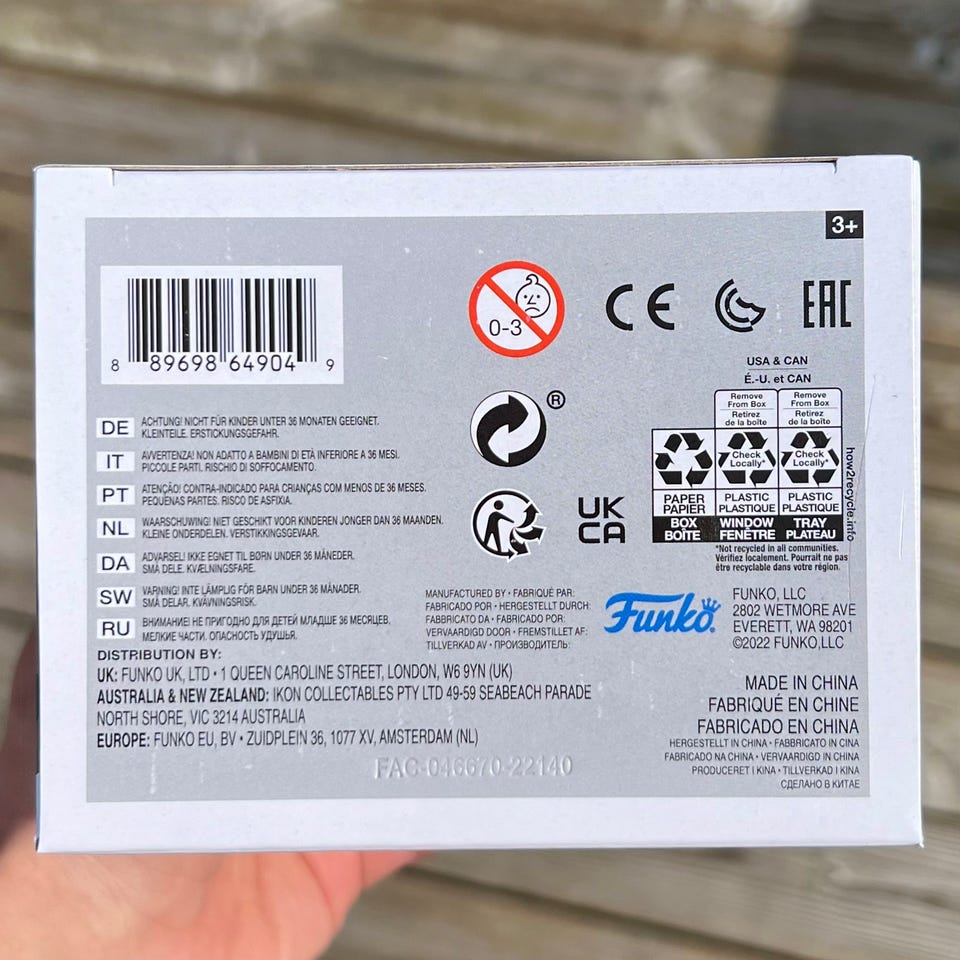 3+
8 89698 64904 9
0-3
CE
EAC
®
UK
CA
USA & CAN
É.-U. et CAN
Remove
From Box
Retirez
de la boîte
Remove
From Box
Retirez
de la boîte
Check
Locally*
Check
Locally*
PAPER
PAPIER
BOX
BOÎTE
PLASTIC
PLASTIQUE
WINDOW
FENÊTRE
PLASTIC
PLASTIQUE
TRAY
PLATEAU
how2recycle.info
*Not recycled in all communities.
Vérifiez localement. Pourrait ne pas
être recyclable dans votre région.
DE ACHTUNG! NICHT FÜR KINDER UNTER 36 MONATEN GEEIGNET.
KLEINTEILE. ERSTICKUNGSGEFAHR.
IT AVVERTENZA! NON ADATTO A BAMBINI DI ETÀ INFERIORE A 36 MESI.
PICCOLE PARTI. RISCHIO DI SOFFOCAMENTO.
PT ATENÇÃO! CONTRA-INDICADO PARA CRIANÇAS COM MENOS DE 36 MESES.
PEQUENAS PARTES. RISCO DE ASFIXIA.
NL WAARSCHUWING! NIET GESCHIKT VOOR KINDEREN JONGER DAN 36 MAANDEN.
KLEINE ONDERDELEN. VERSTIKKINGSGEVAAR.
DA ADVARSEL! IKKE EGNET TIL BØRN UNDER 36 MÅNEDER.
SMÅ DELE. KVÆLNINGSFARE.
SW VARNING! INTE LÄMPLIG FÖR BARN UNDER 36 MÅNADER.
SMÅ DELAR. KVÄVNINGSRISK.
RU ВНИМАНИЕ! НЕ ПРИГОДНО ДЛЯ ДЕТЕЙ МЛАДШЕ 36 МЕСЯЦЕВ.
МЕЛКИЕ ЧАСТИ. ОПАСНОСТЬ УДУШЬЯ.
MANUFACTURED BY • FABRIQUÉ PAR:
FABRICADO POR • HERGESTELLT DURCH:
FABBRICATO DA • FABRICADO POR:
VERVAARDIGD DOOR • FREMSTILLET AF:
TILLVERKAD AV • ПРОИЗВОДИТЕЛЬ:
Funko
FUNKO, LLC
2802 WETMORE AVE
EVERETT, WA 98201
©2022 FUNKO,LLC
DISTRIBUTION BY:
UK: FUNKO UK, LTD • 1 QUEEN CAROLINE STREET, LONDON, W6 9YN (UK)
AUSTRALIA & NEW ZEALAND: IKON COLLECTABLES PTY LTD 49-59 SEABEACH PARADE
NORTH SHORE, VIC 3214 AUSTRALIA
EUROPE: FUNKO EU, BV • ZUIDPLEIN 36, 1077 XV, AMSTERDAM (NL)
FAC-046670-22140
MADE IN CHINA
FABRIQUÉ EN CHINE
FABRICADO EN CHINA
HERGESTELLT IN CHINA • FABBRICATO IN CINA
FABRICADO NA CHINA • VERVAARDIGD IN CHINA
PRODUCERET I KINA • TILLVERKAD I KINA
СДЕЛАНО В КИТАЕ